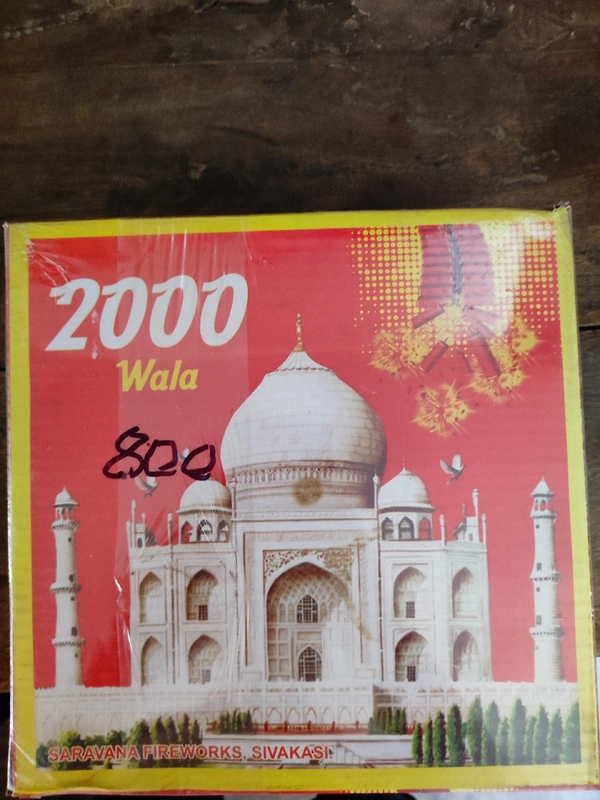 2000
Wala
800
SARAVANA FIREWORKS, SIVAKASI.